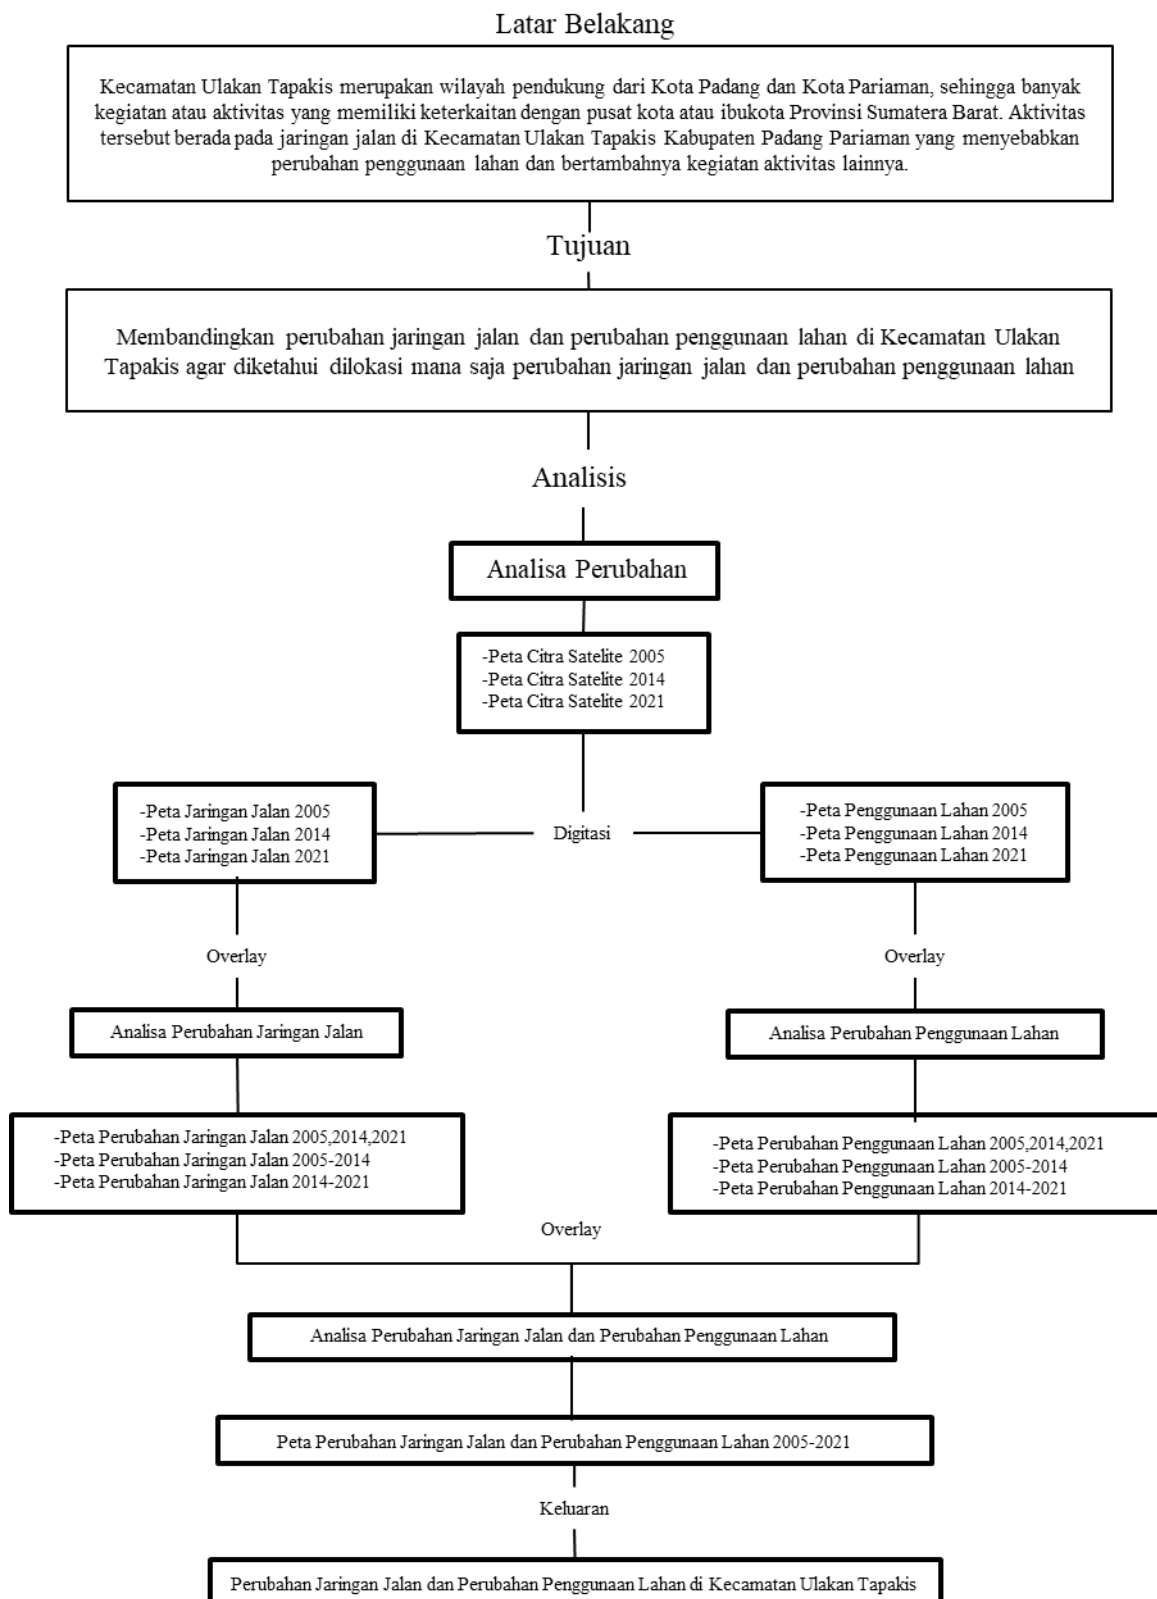 Latar Belakang
Kecamatan Ulakan Tapakis merupakan wilayah pendukung dari Kota Padang dan Kota Pariaman, sehingga banyak
kegiatan atau aktivitas yang memiliki keterkaitan dengan pusat kota atau ibukota Provinsi Sumatera Barat. Aktivitas
tersebut berada pada jaringan jalan di Kecamatan Ulakan Tapakis Kabupaten Padang Pariaman yang menyebabkan
perubahan penggunaan lahan dan bertambahnya kegiatan aktivitas lainnya.
Tujuan
Membandingkan perubahan jaringan jalan dan perubahan penggunaan lahan di Kecamatan Ulakan
Tapakis agar diketahui dilokasi mana saja perubahan jaringan jalan dan perubahan penggunaan lahan
Analisis
Analisa Perubahan
-Peta Citra Satelite 2005
-Peta Citra Satelite 2014
-Peta Citra Satelite 2021
-Peta Jaringan Jalan 2005
-Peta Jaringan Jalan 2014
-Peta Jaringan Jalan 2021
Digitasi
-Peta Penggunaan Lahan 2005
-Peta Penggunaan Lahan 2014
-Peta Penggunaan Lahan 2021
Overlay
Overlay
Analisa Perubahan Jaringan Jalan
Analisa Perubahan Penggunaan Lahan
-Peta Perubahan Jaringan Jalan 2005,2014,2021
-Peta Perubahan Jaringan Jalan 2005-2014
-Peta Perubahan Jaringan Jalan 2014-2021
-Peta Perubahan Penggunaan Lahan 2005,2014,2021
-Peta Perubahan Penggunaan Lahan 2005-2014
-Peta Perubahan Penggunaan Lahan 2014-2021
Overlay
Analisa Perubahan Jaringan Jalan dan Perubahan Penggunaan Lahan
Peta Perubahan Jaringan Jalan dan Perubahan Penggunaan Lahan 2005-2021
Keluaran
Perubahan Jaringan Jalan dan Perubahan Penggunaan Lahan di Kecamatan Ulakan Tapakis